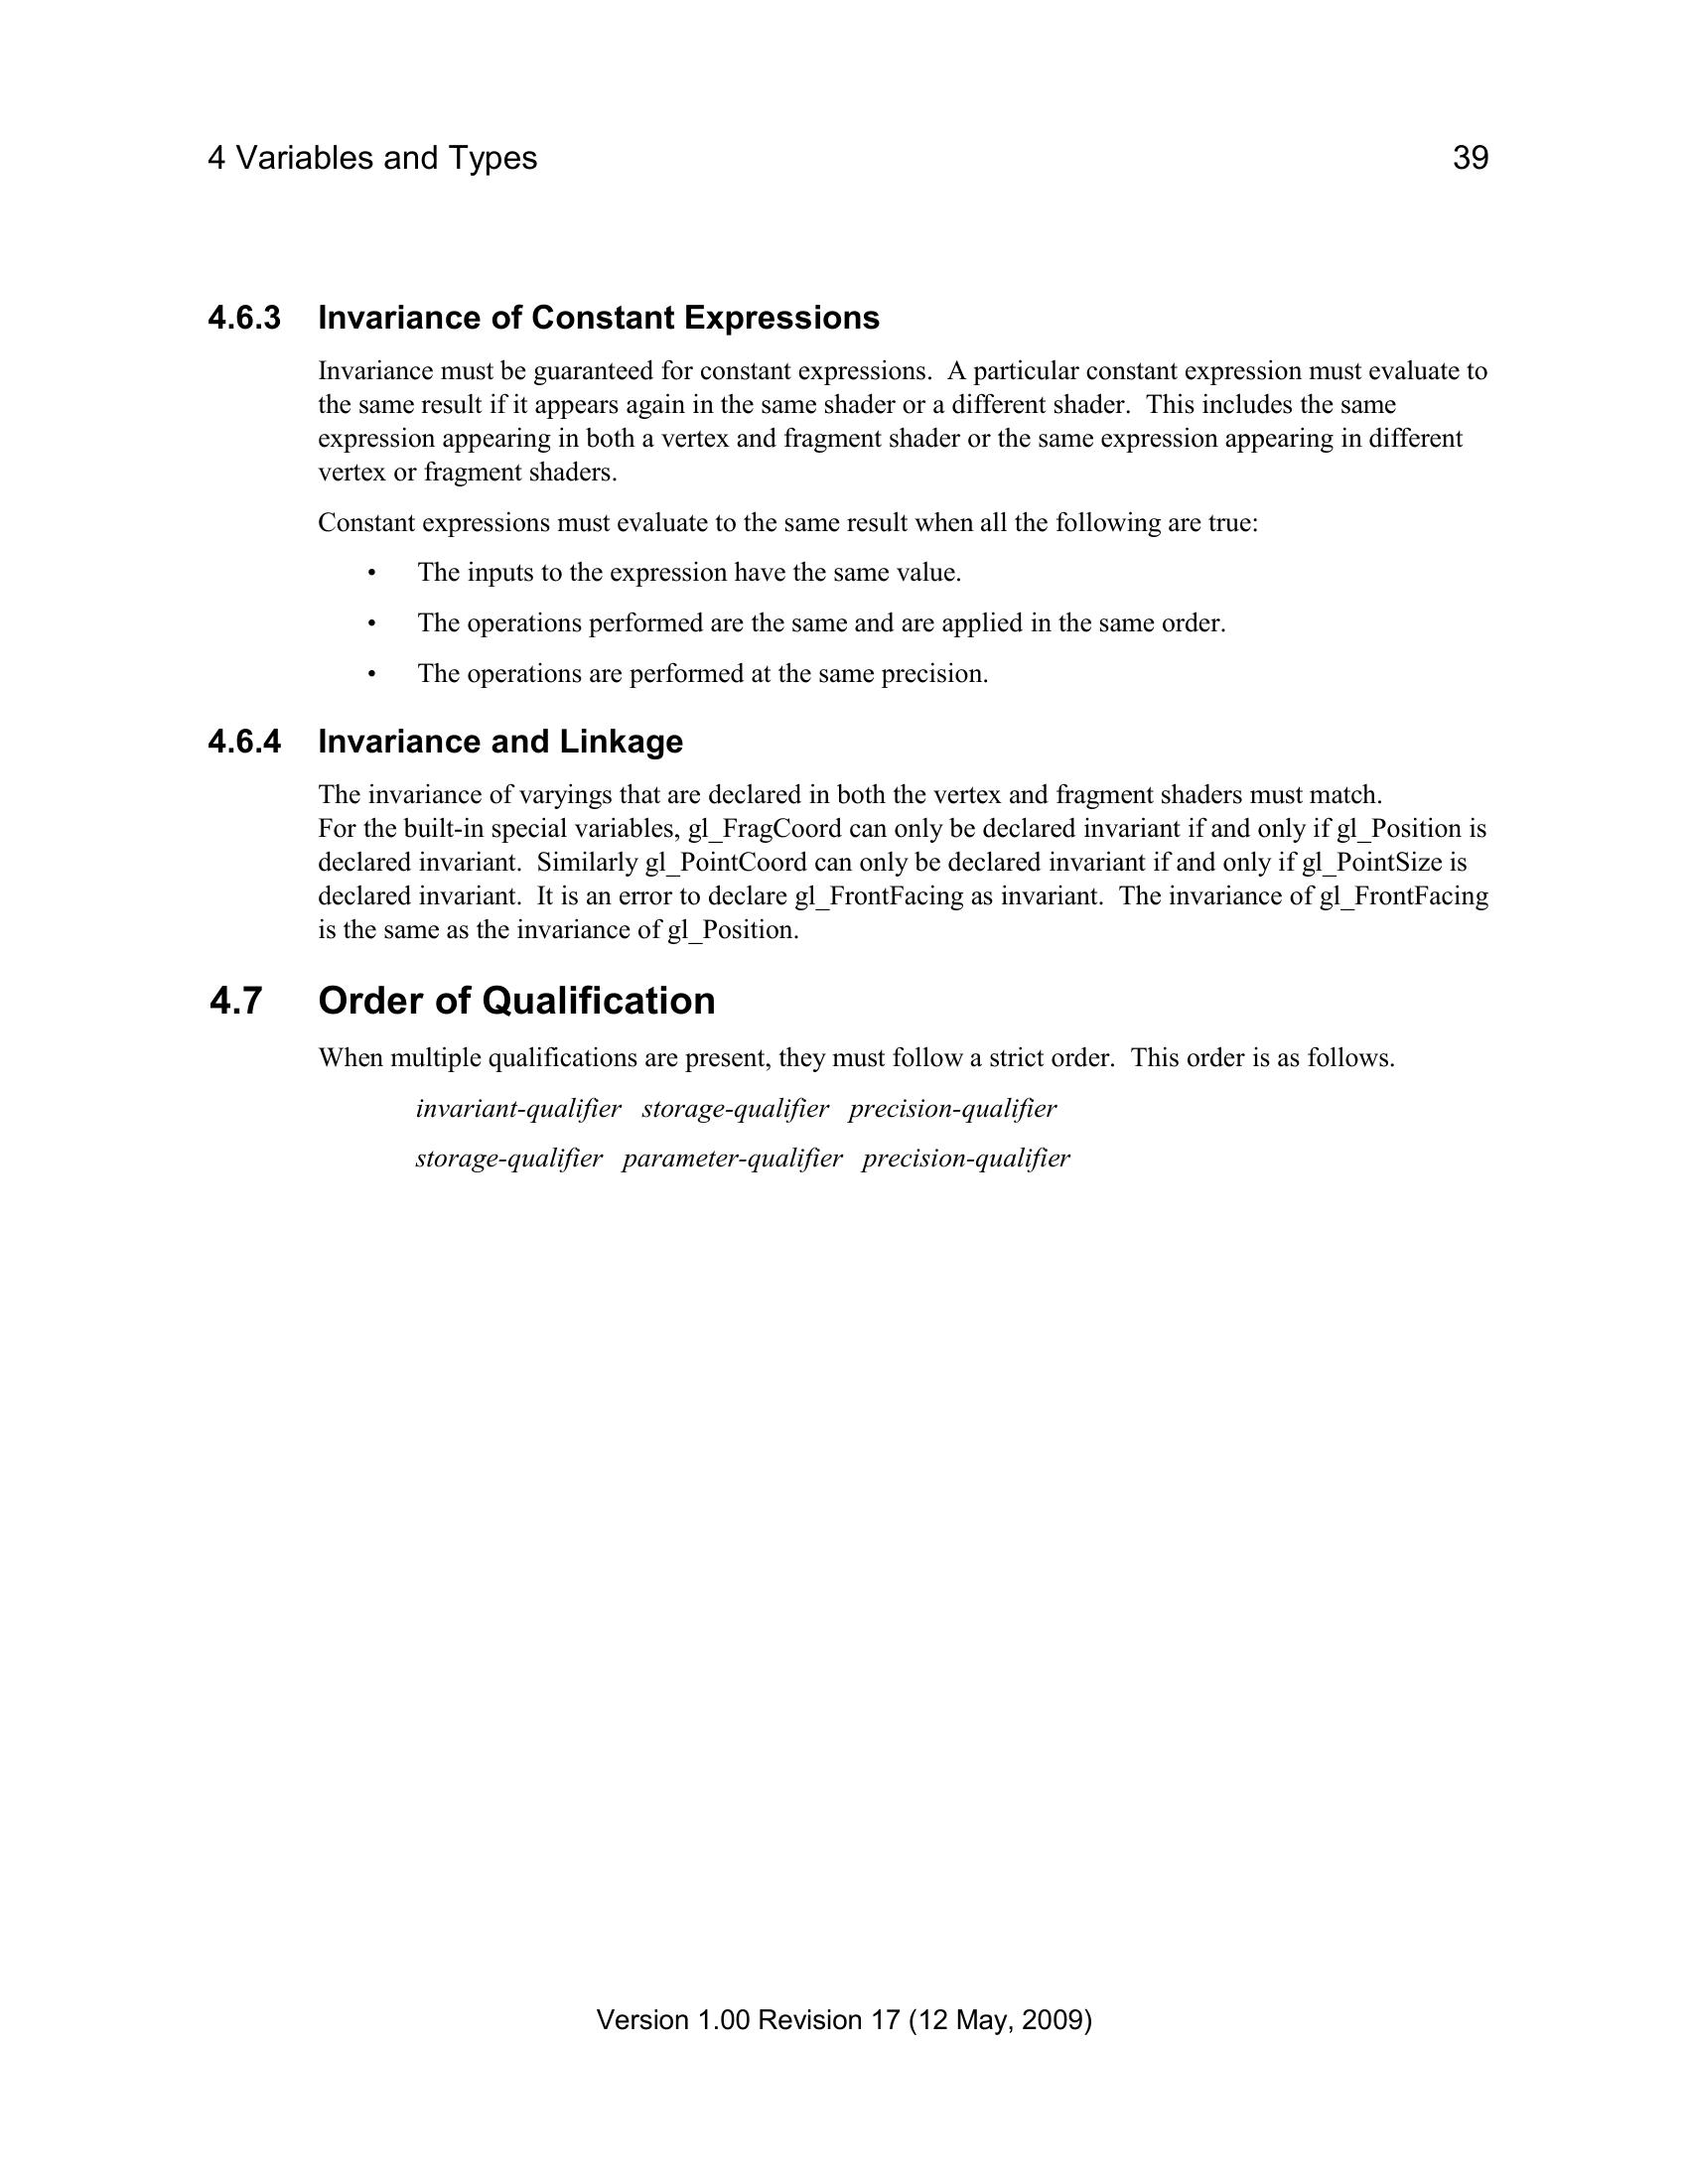 4 Variables and Types 39
4.6.3 Invariance of Constant Expressions
Invariance must be guaranteed for constant expressions.  A particular constant expression must evaluate to
the same result if it appears again in the same shader or a different shader.  This includes the same
expression appearing in both a vertex and fragment shader or the same expression appearing in different
vertex or fragment shaders.
Constant expressions must evaluate to the same result when all the following are true:
• The inputs to the expression have the same value.
• The operations performed are the same and are applied in the same order.
• The operations are performed at the same precision.
4.6.4 Invariance and Linkage
The invariance of varyings that are declared in both the vertex and fragment shaders must match.
For the built-in special variables, gl_FragCoord can only be declared invariant if and only if gl_Position is
declared invariant.  Similarly gl_PointCoord can only be declared invariant if and only if gl_PointSize is
declared invariant.  It is an error to declare gl_FrontFacing as invariant.  The invariance of gl_FrontFacing
is the same as the invariance of gl_Position.
4.7 Order of Qualification
When multiple qualifications are present, they must follow a strict order.  This order is as follows.
invariant-qualifier storage-qualifier precision-qualifier
storage-qualifier parameter-qualifier precision-qualifier
Version 1.00 Revision 17 (12 May, 2009)